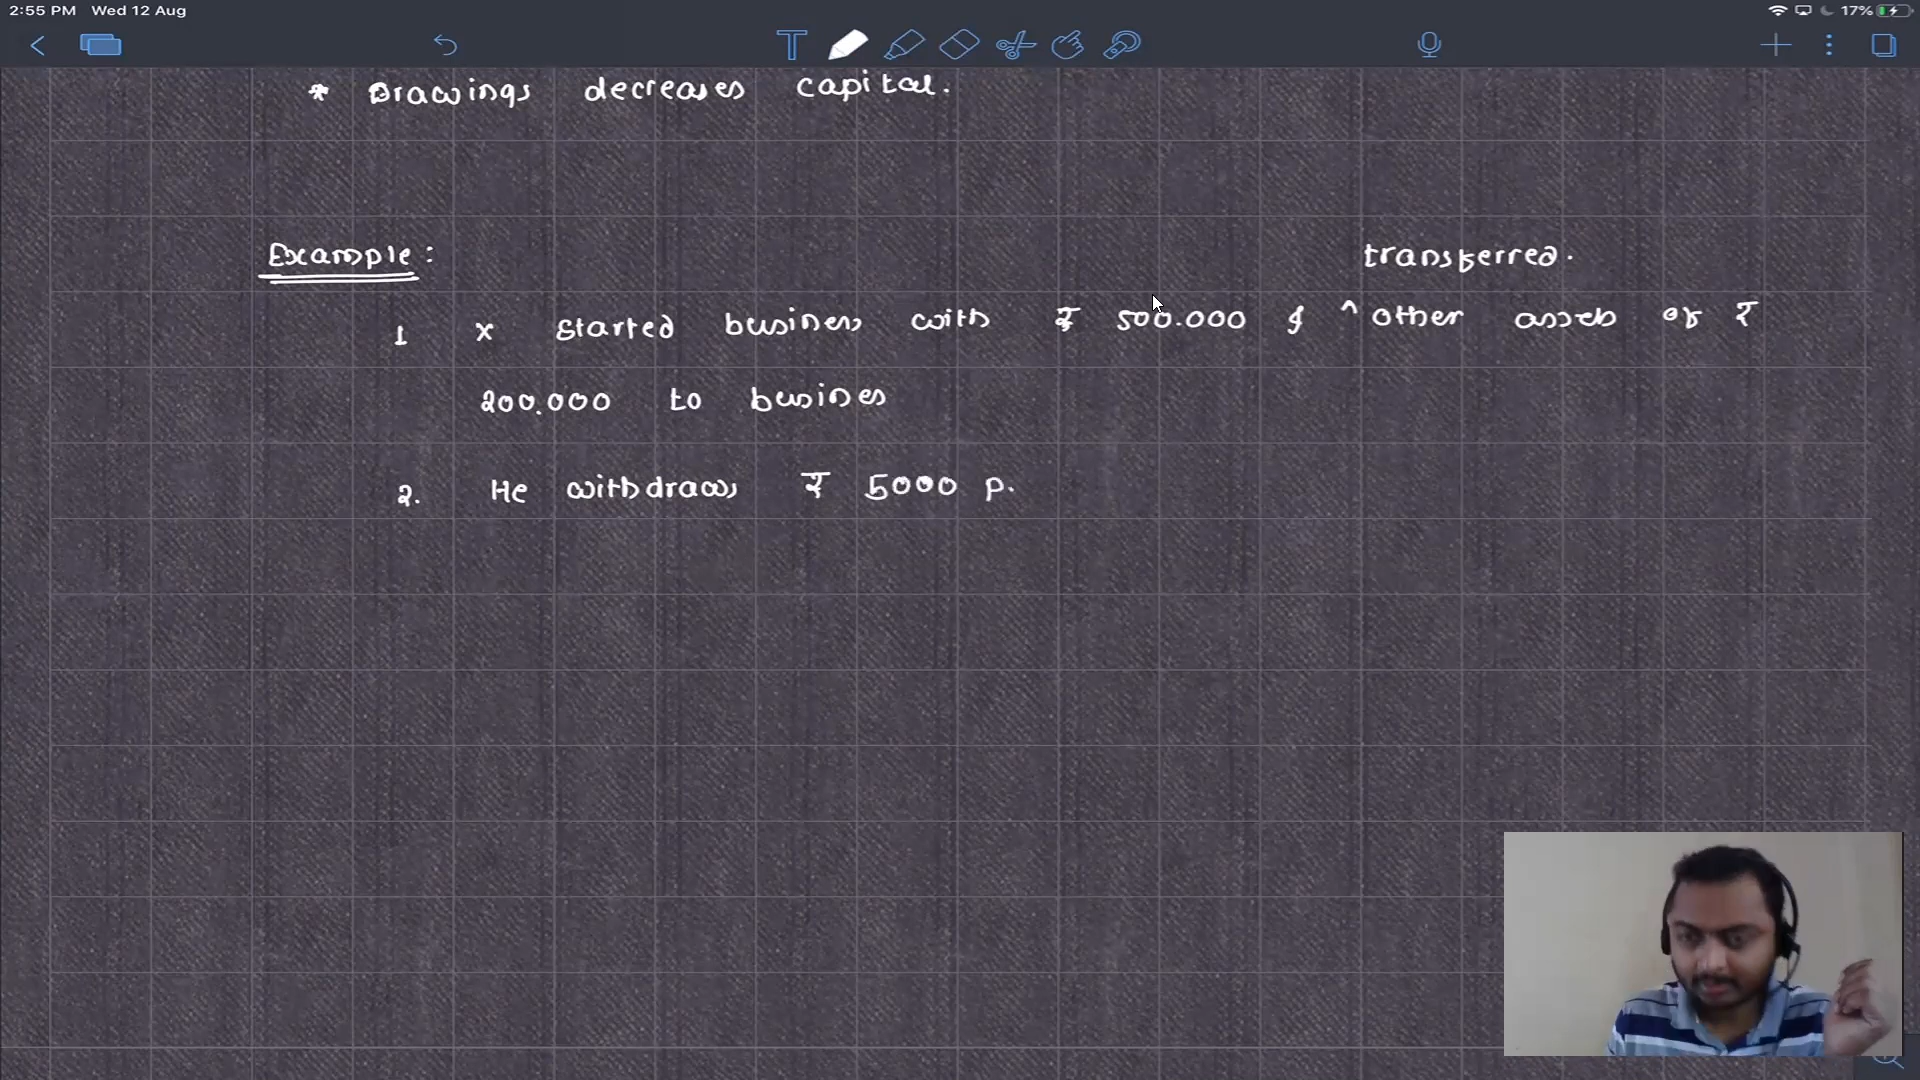 2:55 PM Wed 12 Aug
17%
* Drawings decreases capital.
Example:
transferred.
1 x started business with ₹ 500.000 & ^ other assets of ₹
200.000 to busines
2. He withdraws ₹ 5000 p.